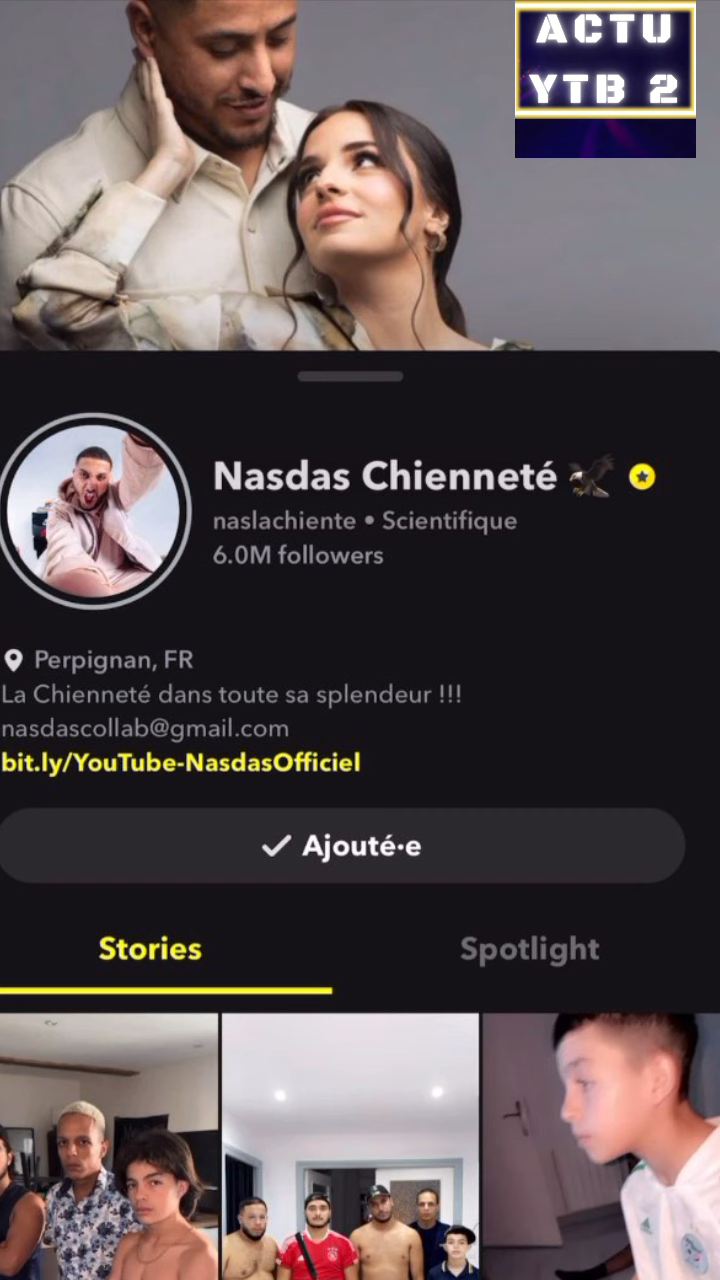 ACTU
YTB 2
Nasdas Chienneté
naslachiente • Scientifique
6.0M followers
Perpignan, FR
La Chienneté dans toute sa splendeur !!!
nasdascollab@gmail.com
bit.ly/YouTube-NasdasOfficiel
Ajouté·e
Stories
Spotlight